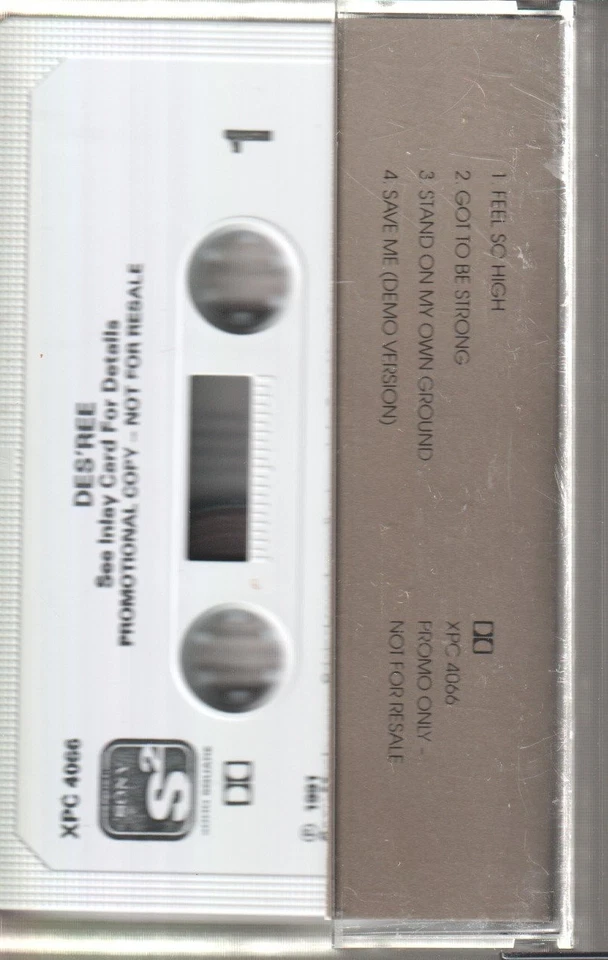 1
DES'REE
See Inlay Card For Details
PROMOTIONAL COPY - NOT FOR RESALE
XPC 4066
SONY
S2
℗ 1991
1. FEEL SO HIGH
2. GOT TO BE STRONG
3. STAND ON MY OWN GROUND
4. SAVE ME (DEMO VERSION)
XPC 4066
PROMO ONLY -
NOT FOR RESALE